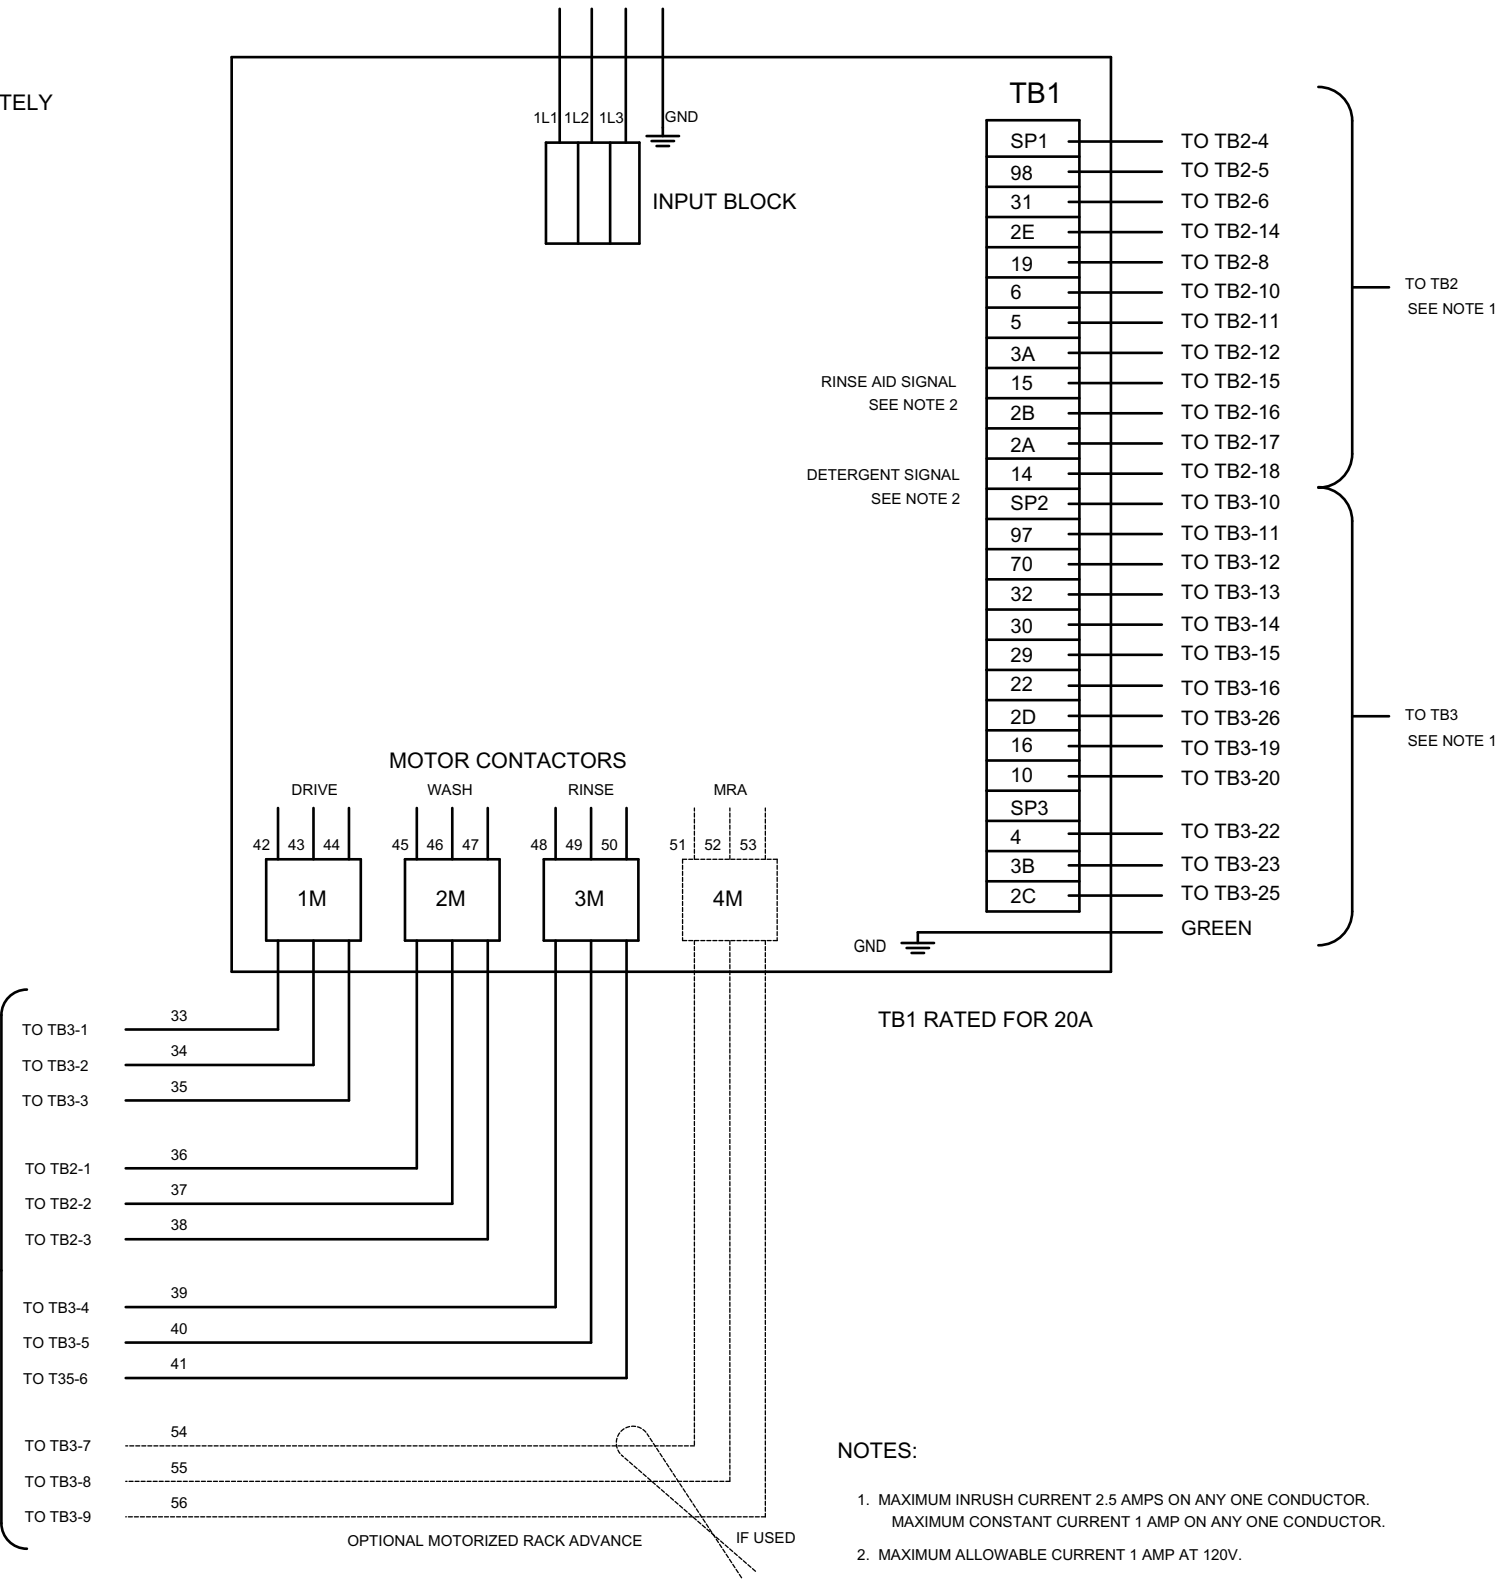 TELY
1L1 1L2 1L3 GND
INPUT BLOCK
TB1
SP1 TO TB2-4
98 TO TB2-5
31 TO TB2-6
2E TO TB2-14
19 TO TB2-8
6 TO TB2-10
5 TO TB2-11
3A TO TB2-12
15 TO TB2-15
2B TO TB2-16
2A TO TB2-17
14 TO TB2-18
SP2 TO TB3-10
97 TO TB3-11
70 TO TB3-12
32 TO TB3-13
30 TO TB3-14
29 TO TB3-15
22 TO TB3-16
2D TO TB3-26
16 TO TB3-19
10 TO TB3-20
SP3
4 TO TB3-22
3B TO TB3-23
2C TO TB3-25
GND GREEN
TO TB2
SEE NOTE 1
TO TB3
SEE NOTE 1
RINSE AID SIGNAL
SEE NOTE 2
DETERGENT SIGNAL
SEE NOTE 2
MOTOR CONTACTORS
DRIVE WASH RINSE MRA
42 43 44 45 46 47 48 49 50 51 52 53
1M 2M 3M 4M
TB1 RATED FOR 20A
TO TB3-1 33
TO TB3-2 34
TO TB3-3 35
TO TB2-1 36
TO TB2-2 37
TO TB2-3 38
TO TB3-4 39
TO TB3-5 40
TO T35-6 41
TO TB3-7 54
TO TB3-8 55
TO TB3-9 56
OPTIONAL MOTORIZED RACK ADVANCE IF USED
NOTES:
1. MAXIMUM INRUSH CURRENT 2.5 AMPS ON ANY ONE CONDUCTOR.
MAXIMUM CONSTANT CURRENT 1 AMP ON ANY ONE CONDUCTOR.
2. MAXIMUM ALLOWABLE CURRENT 1 AMP AT 120V.